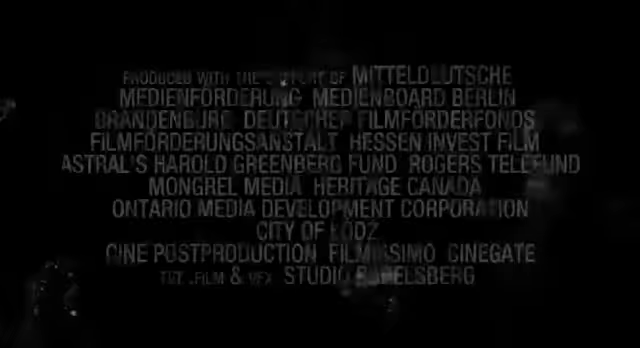 PRODUCED WITH THE SUPPORT OF MITTELDEUTSCHE
MEDIENFÖRDERUNG MEDIENBOARD BERLIN
BRANDENBURG DEUTSCHER FILMFÖRDERFONDS
FILMFÖRDERUNGSANSTALT HESSEN INVEST FILM
ASTRAL'S HAROLD GREENBERG FUND ROGERS TELEFUND
MONGREL MEDIA HERITAGE CANADA
ONTARIO MEDIA DEVELOPMENT CORPORATION
CITY OF ŁÓDŹ
CINE POSTPRODUCTION FILMISSIMO CINEGATE
FILM & VFX STUDIO BABELSBERG